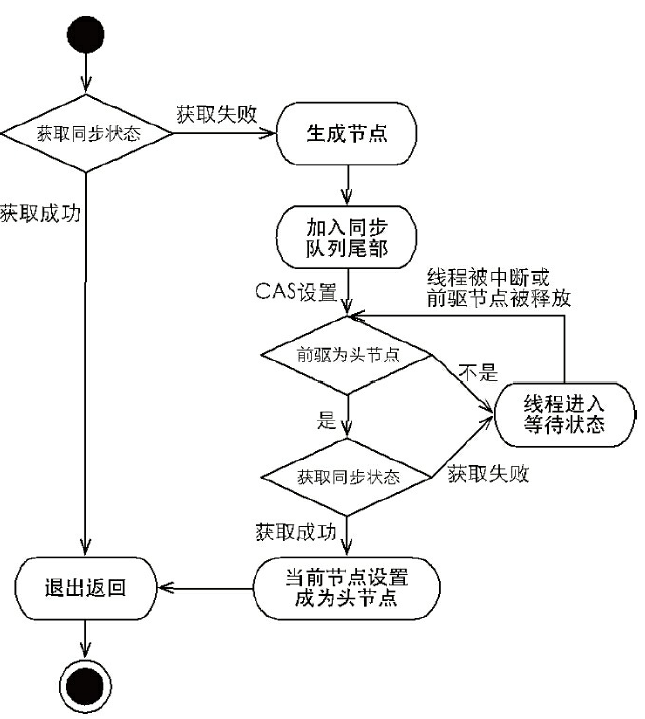 获取同步状态
获取失败
生成节点
获取成功
加入同步
队列尾部
CAS设置
线程被中断或
前驱节点被释放
前驱为头节点
不是
线程进入
等待状态
是
获取同步状态
获取失败
获取成功
退出返回
当前节点设置
成为头节点